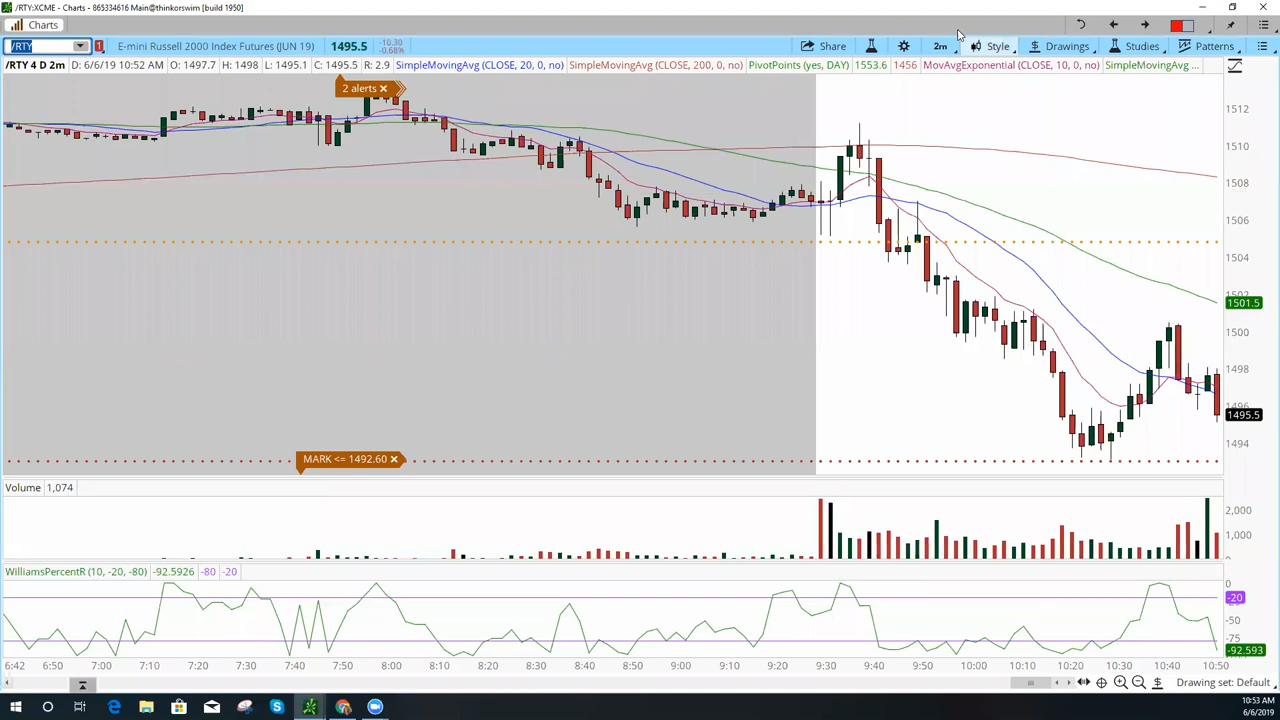 /RTY:XCME - Charts - 865334616 Main@thinkorswim [build 1950]
Charts
/RTY 1 E-mini Russell 2000 Index Futures (JUN 19) 1495.5 -10.30 -0.68% Share 2m Style Drawings Studies Patterns
/RTY 4 D 2m D: 6/6/19, 10:52 AM O: 1497.7 H: 1498 L: 1495.1 C: 1495.5 R: 2.9 SimpleMovingAvg (CLOSE, 20, 0, no) SimpleMovingAvg (CLOSE, 200, 0, no) PivotPoints (yes, DAY) 1553.6 1456 MovAvgExponential (CLOSE, 10, 0, no) SimpleMovingAv ...
2 alerts
1512
1510
1508
1506
1504
1502
1501.5
1500
1498
1496
1495.5
1494
MARK <= 1492.60
Volume 1,074
2,000
1,000
WilliamsPercentR (10, -20, -80) -92.5926 -80 -20
0
-20
-50
-75
-92.593
6:42 6:50 7:00 7:10 7:20 7:30 7:40 7:50 8:00 8:10 8:20 8:30 8:40 8:50 9:00 9:10 9:20 9:30 9:40 9:50 10:00 10:10 10:20 10:30 10:40 10:50
$ Drawing set: Default
10:53 AM
6/6/2019